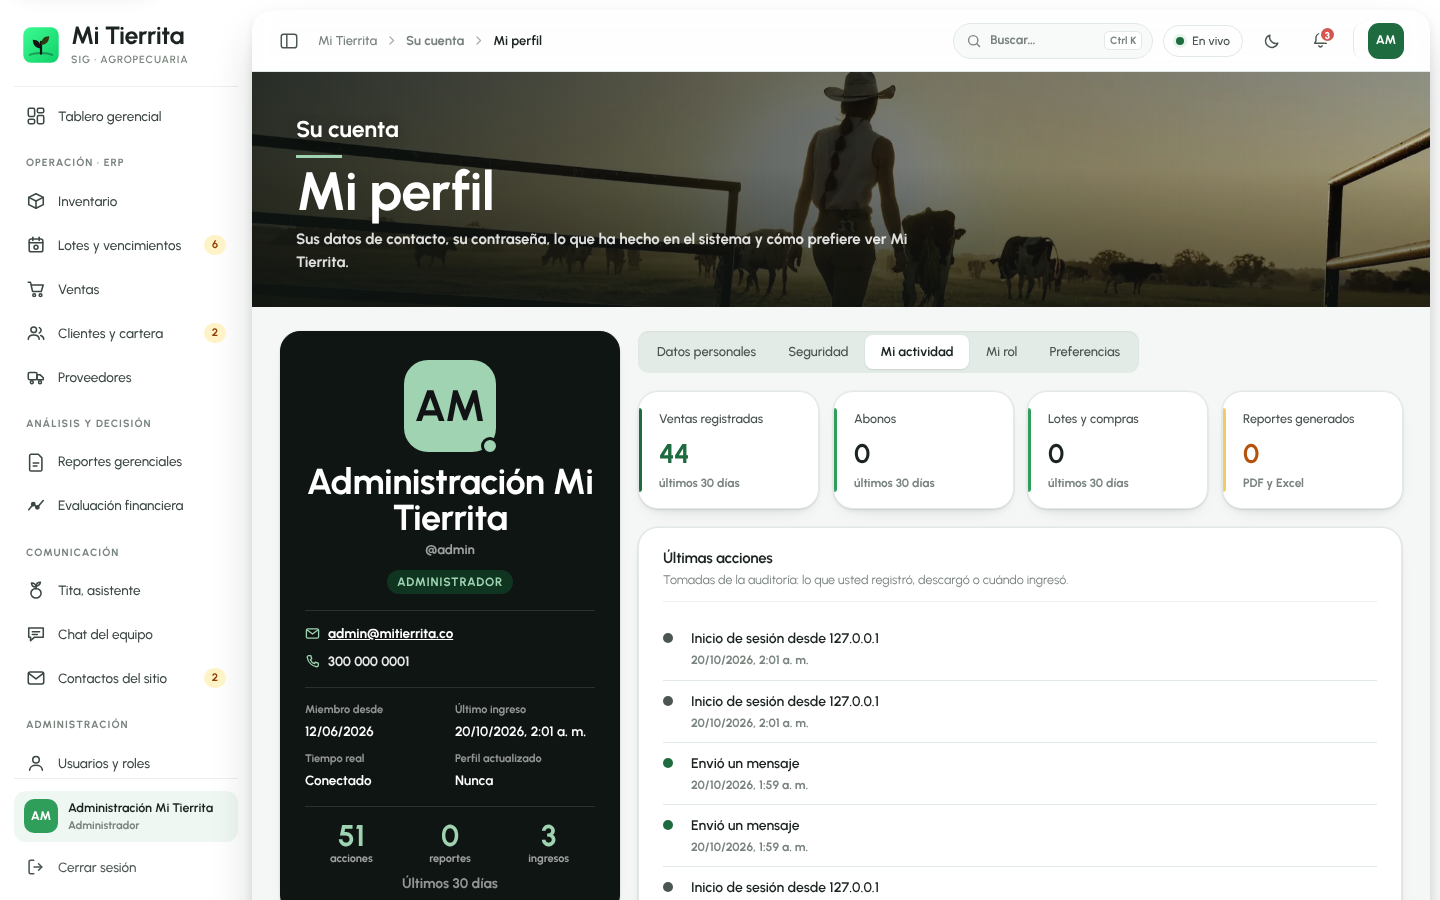 Mi Tierrita
SIG · AGROPECUARIA
Tablero gerencial
OPERACIÓN · ERP
Inventario
Lotes y vencimientos 6
Ventas
Clientes y cartera 2
Proveedores
ANÁLISIS Y DECISIÓN
Reportes gerenciales
Evaluación financiera
COMUNICACIÓN
Tita, asistente
Chat del equipo
Contactos del sitio 2
ADMINISTRACIÓN
Usuarios y roles
AM
Administración Mi Tierrita
Administrador
Cerrar sesión
Mi Tierrita > Su cuenta > Mi perfil
Buscar... Ctrl K
En vivo
3
AM
Su cuenta
Mi perfil
Sus datos de contacto, su contraseña, lo que ha hecho en el sistema y cómo prefiere ver Mi
Tierrita.
AM
Administración Mi
Tierrita
@admin
ADMINISTRADOR
admin@mitierrita.co
300 000 0001
Miembro desde Último ingreso
12/06/2026 20/10/2026, 2:01 a. m.
Tiempo real Perfil actualizado
Conectado Nunca
51 0 3
acciones reportes ingresos
Últimos 30 días
Datos personales Seguridad Mi actividad Mi rol Preferencias
Ventas registradas
44
últimos 30 días
Abonos
0
últimos 30 días
Lotes y compras
0
últimos 30 días
Reportes generados
0
PDF y Excel
Últimas acciones
Tomadas de la auditoría: lo que usted registró, descargó o cuándo ingresó.
Inicio de sesión desde 127.0.0.1
20/10/2026, 2:01 a. m.
Inicio de sesión desde 127.0.0.1
20/10/2026, 2:01 a. m.
Envió un mensaje
20/10/2026, 1:59 a. m.
Envió un mensaje
20/10/2026, 1:59 a. m.
Inicio de sesión desde 127.0.0.1